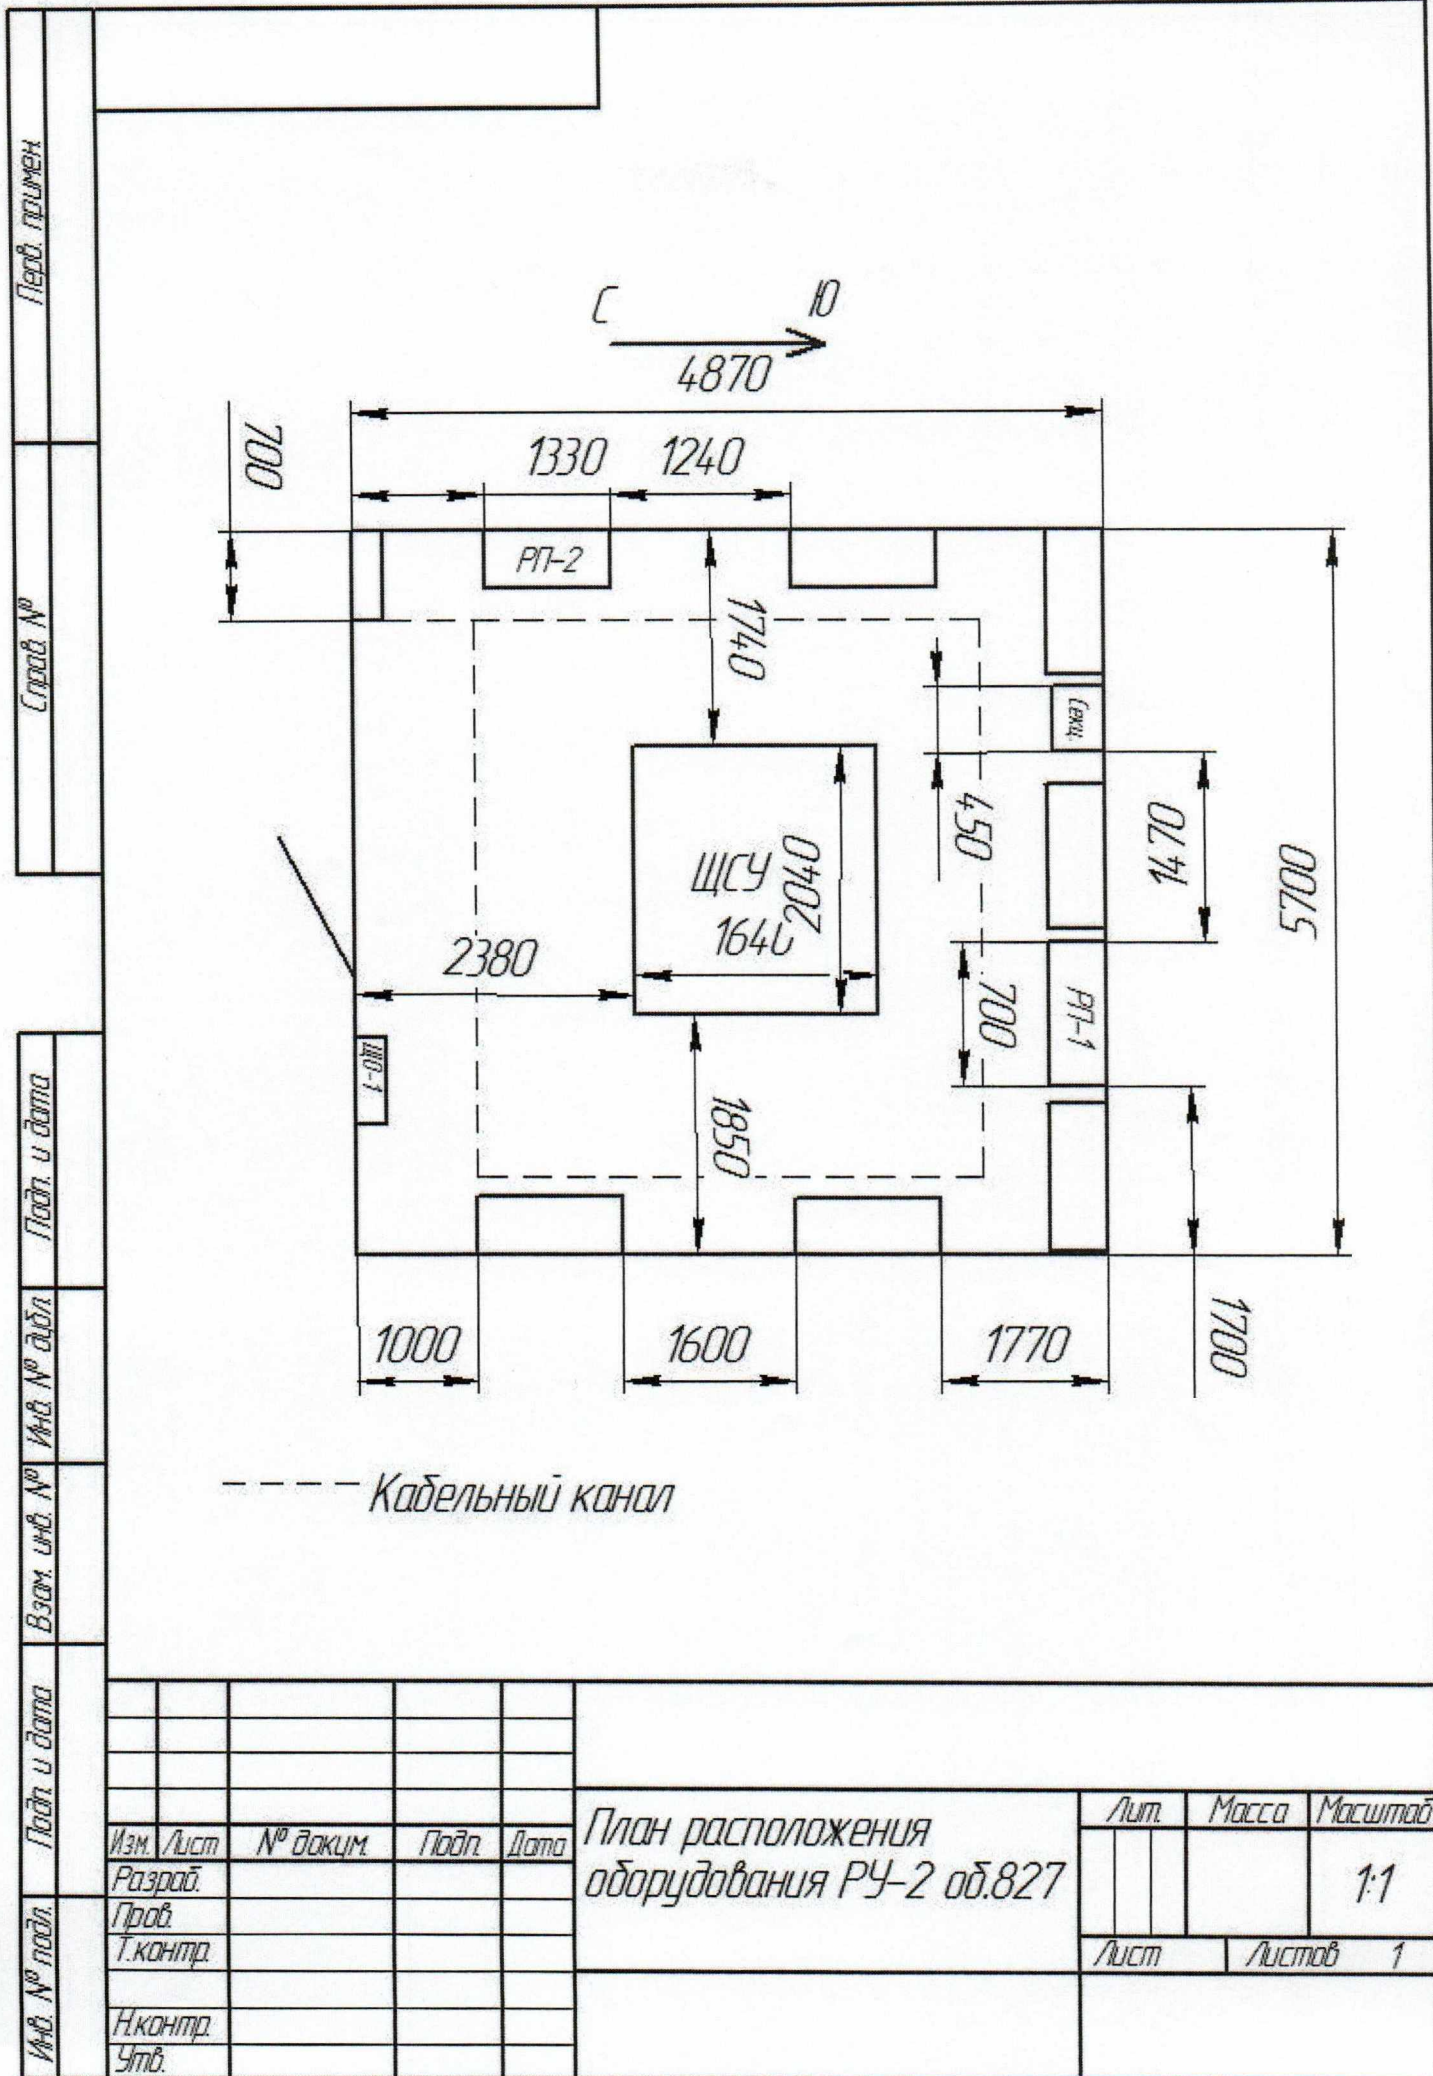 Перв. примен.
Справ. №
Подп. и дата
Инв. № дубл.
Взам. инв. №
Подп. и дата
Инв. № подл.
С Ю
4870
700
1330 1240
РП-2
1740
Секц.
450
1470
5700
ЩСУ
2040
1640
2380
700
РП-1
ЩО-1
1850
1000 1600 1770
1700
Кабельный канал
Изм. Лист № докум. Подп. Дата
Разраб.
Пров.
Т.контр.
Н.контр.
Утв.
План расположения
оборудования РУ-2 об.827
Лит. Масса Масштаб
1:1
Лист Листов 1